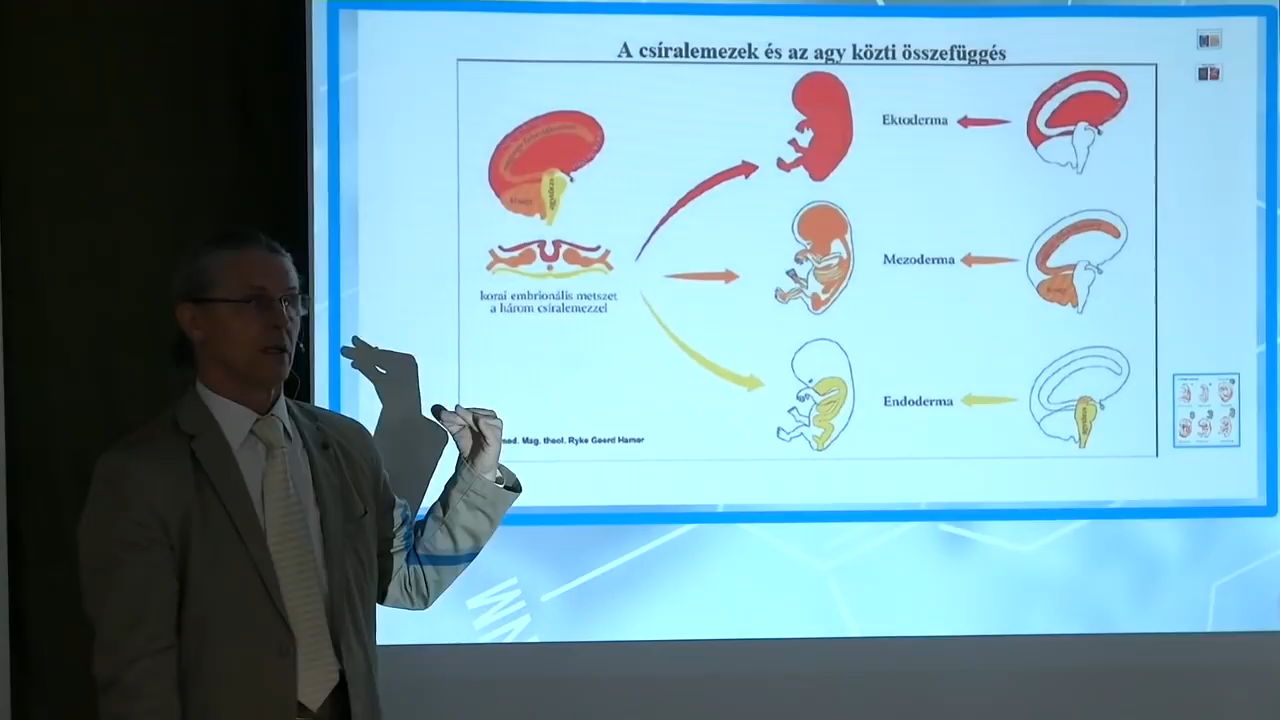 A csíralemezek és az agy közti összefüggés
Ektoderma
Mezoderma
Endoderma
korai embrionális metszet
a három csíralemezzel
med. Mag. theol. Ryke Geerd Hamer